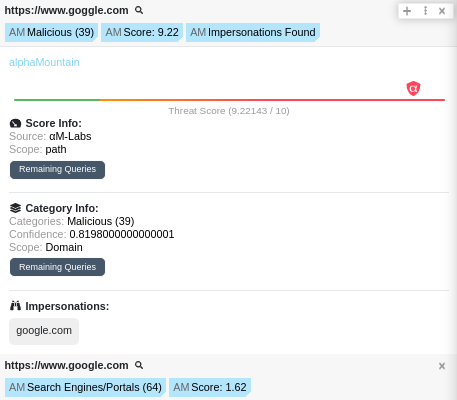 https://www.goggle.com
AM Malicious (39) AM Score: 9.22 AM Impersonations Found
alphaMountain
α
Threat Score (9.22143 / 10)
Score Info:
Source: αM-Labs
Scope: path
Remaining Queries
Category Info:
Categories: Malicious (39)
Confidence: 0.8198000000000001
Scope: Domain
Remaining Queries
Impersonations:
google.com
https://www.google.com
AM Search Engines/Portals (64) AM Score: 1.62